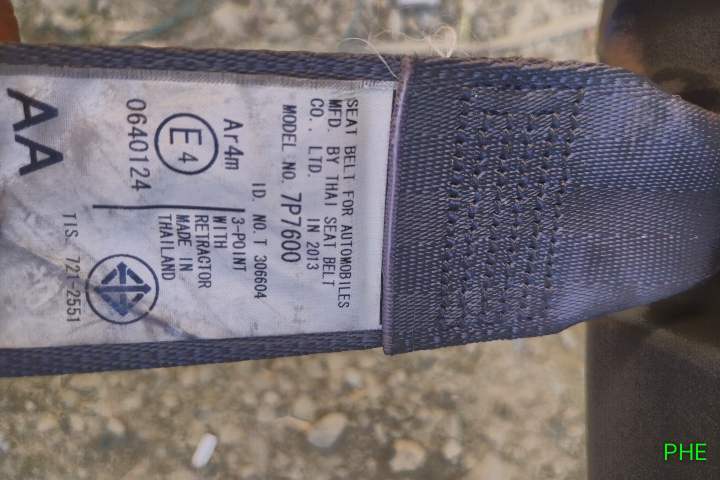 SEAT BELT FOR AUTOMOBILES
MFD. BY THAI SEAT BELT
CO., LTD. IN 2013
MODEL NO. 7P7600
ID. NO.T 306604
Ar4m
3-POINT
WITH
RETRACTOR
MADE IN
THAILAND
E4
0640124
TIS. 721-2551
AA
PHE